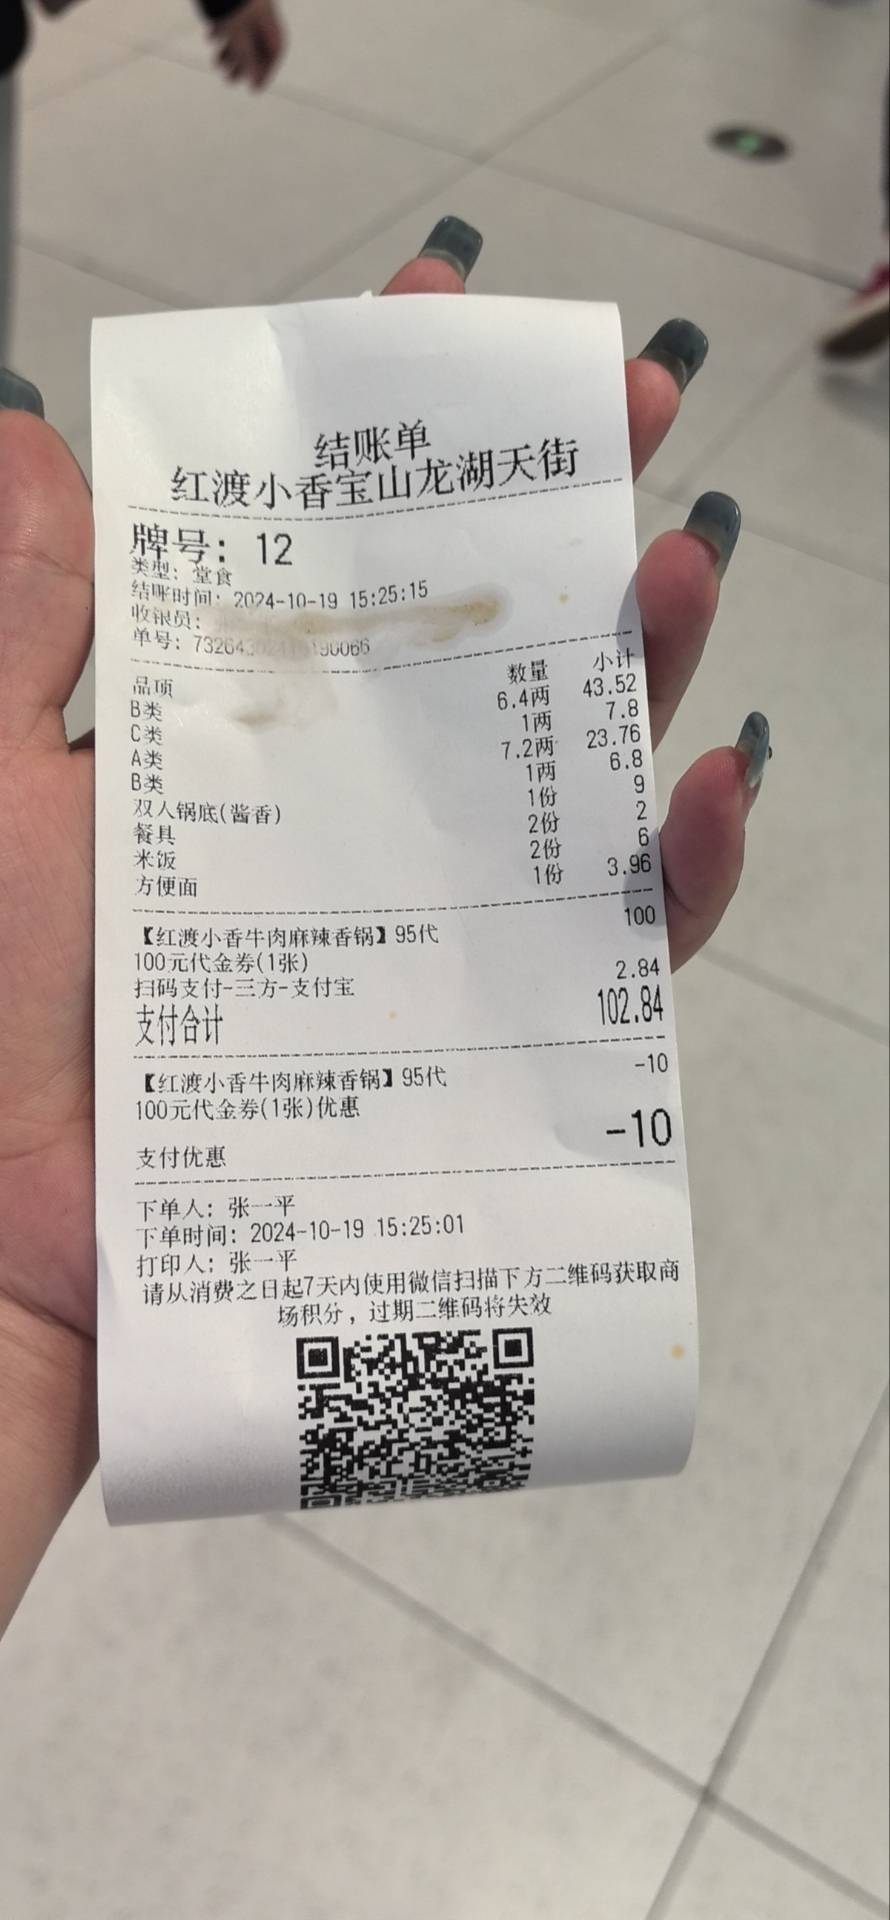 结账单
红渡小香宝山龙湖天街
牌号: 12
类型: 堂食
结账时间: 2024-10-19 15:25:15
收银员:
单号:
品项 数量 小计
B类 6.4两 43.52
C类 1两 7.8
A类 7.2两 23.76
B类 1两 6.8
双人锅底(酱香) 1份 9
餐具 2份 2
米饭 2份 6
方便面 1份 3.96
【红渡小香牛肉麻辣香锅】95代 100
100元代金券(1张)
扫码支付-三方-支付宝 2.84
支付合计 102.84
【红渡小香牛肉麻辣香锅】95代 -10
100元代金券(1张)优惠
支付优惠 -10
下单人: 张一平
下单时间: 2024-10-19 15:25:01
打印人: 张一平
请从消费之日起7天内使用微信扫描下方二维码获取商
场积分，过期二维码将失效